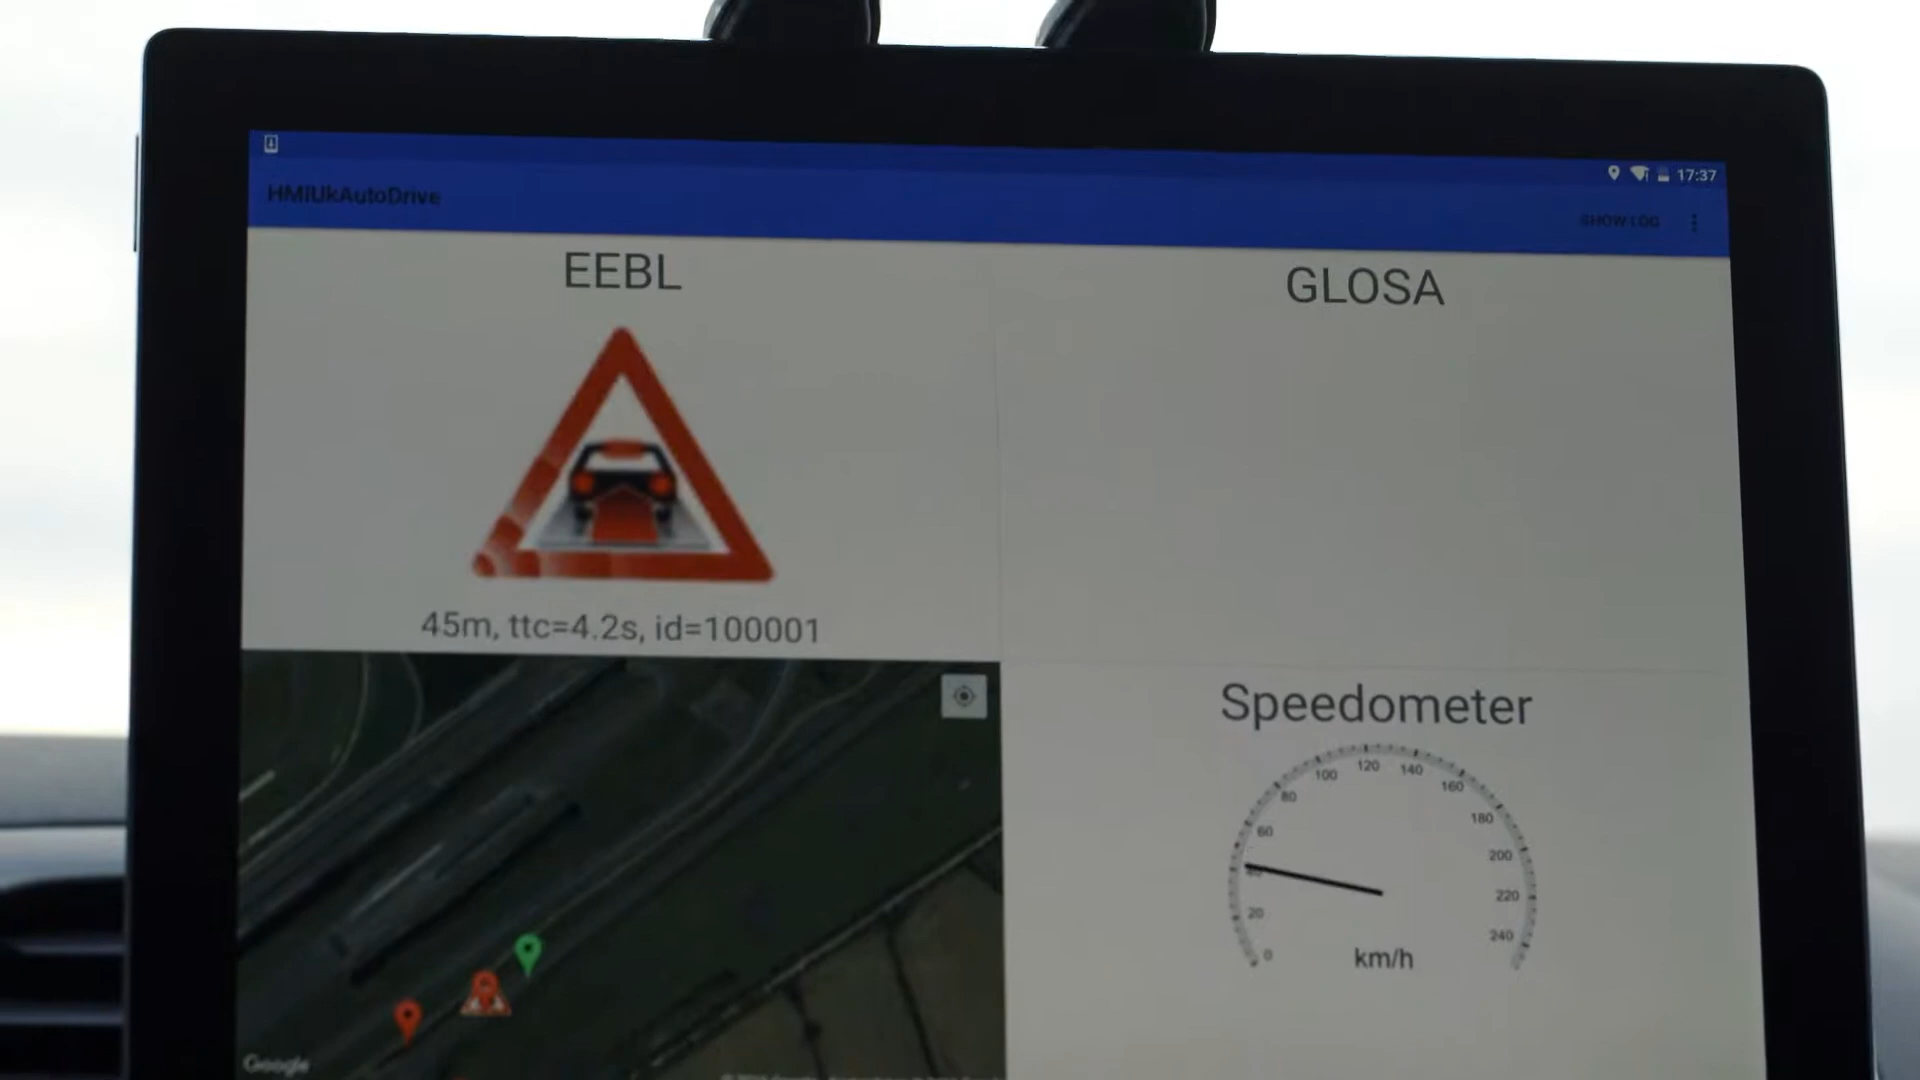 17:37
HMIUkAutoDrive
SHOW LOG
EEBL
GLOSA
45m, ttc=4.2s, id=100001
Speedometer
0
20
40
60
80
100
120
140
160
180
200
220
240
km/h
Google